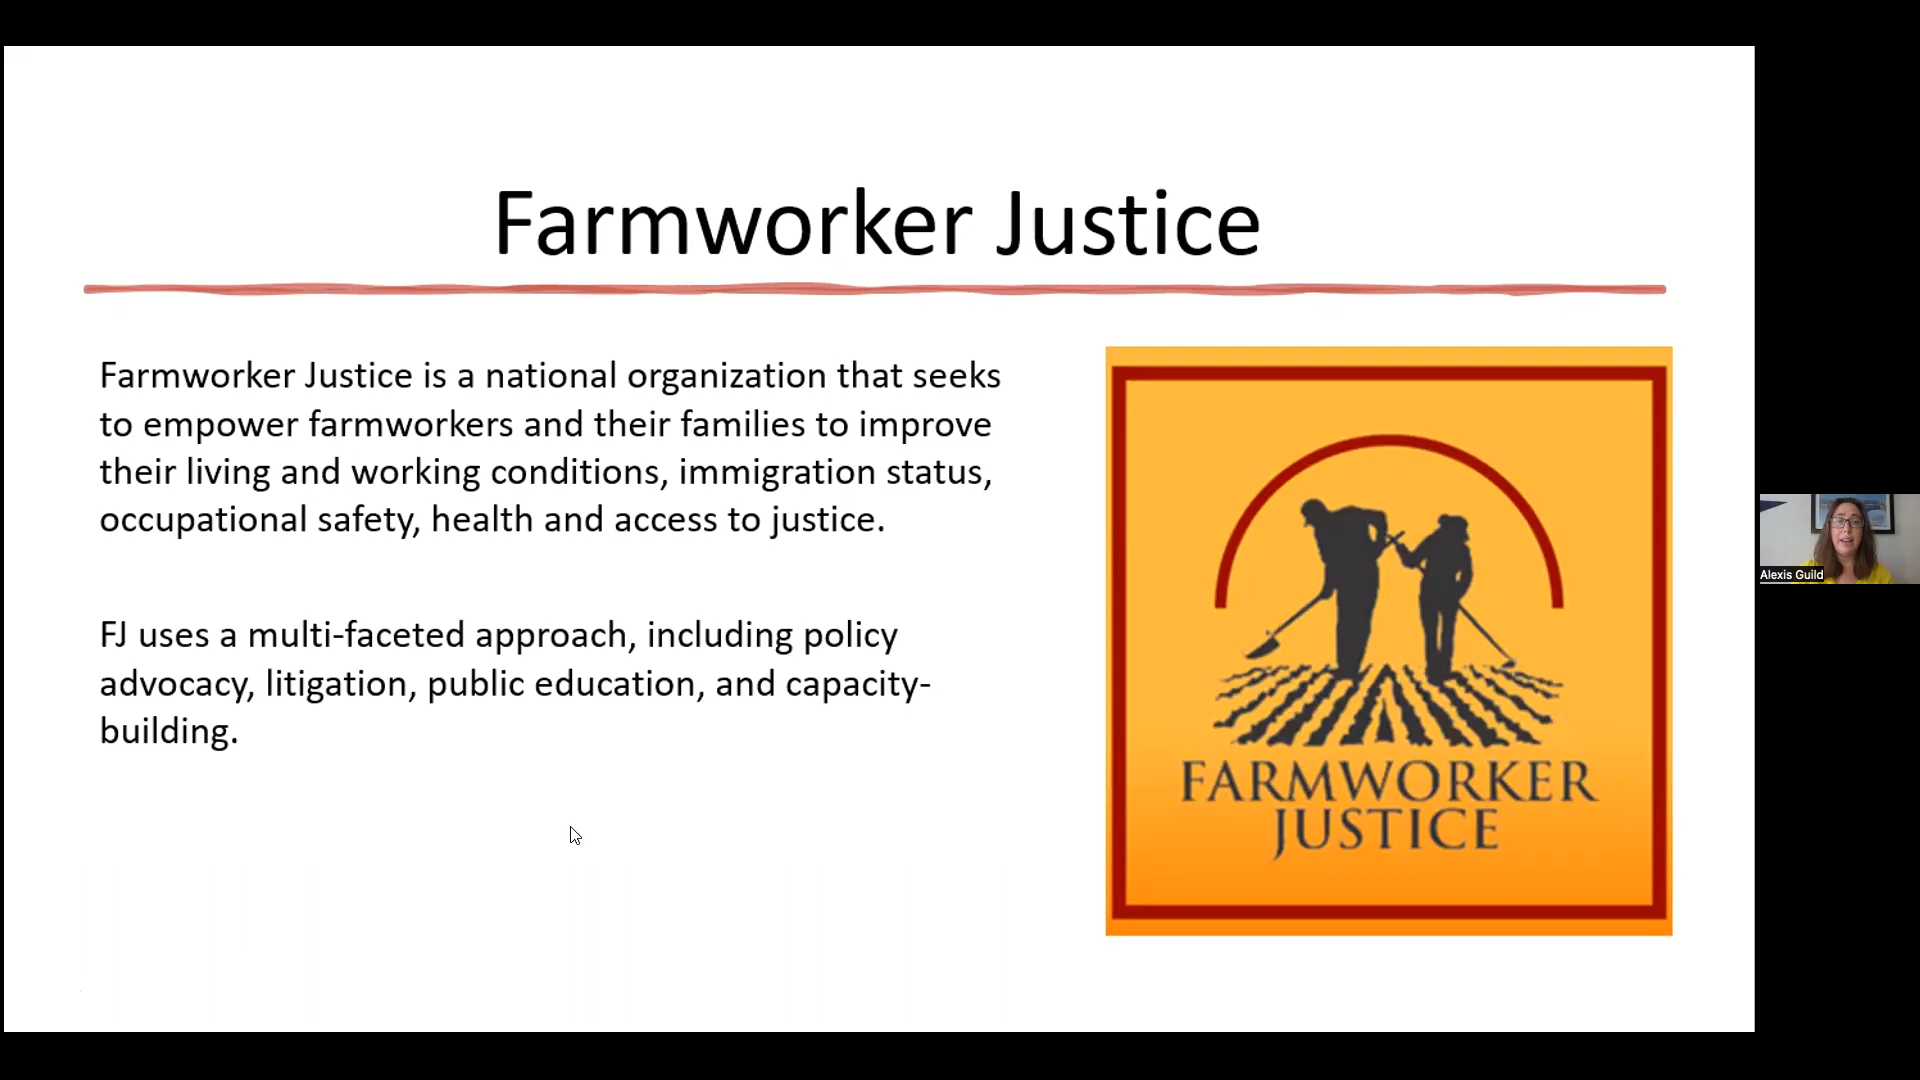 Farmworker Justice
Farmworker Justice is a national organization that seeks
to empower farmworkers and their families to improve
their living and working conditions, immigration status,
occupational safety, health and access to justice.
FJ uses a multi-faceted approach, including policy
advocacy, litigation, public education, and capacity-
building.
FARMWORKER
JUSTICE
Alexis Guild